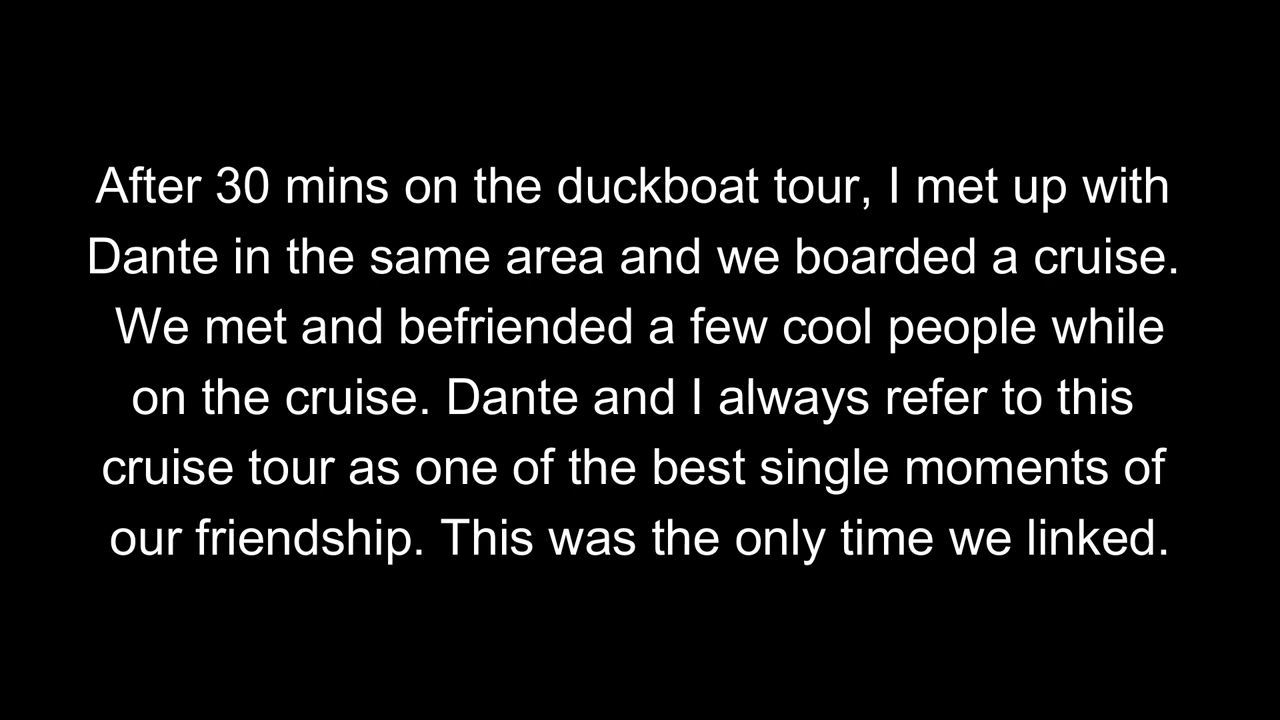 After 30 mins on the duckboat tour, I met up with
Dante in the same area and we boarded a cruise.
We met and befriended a few cool people while
on the cruise. Dante and I always refer to this
cruise tour as one of the best single moments of
our friendship. This was the only time we linked.